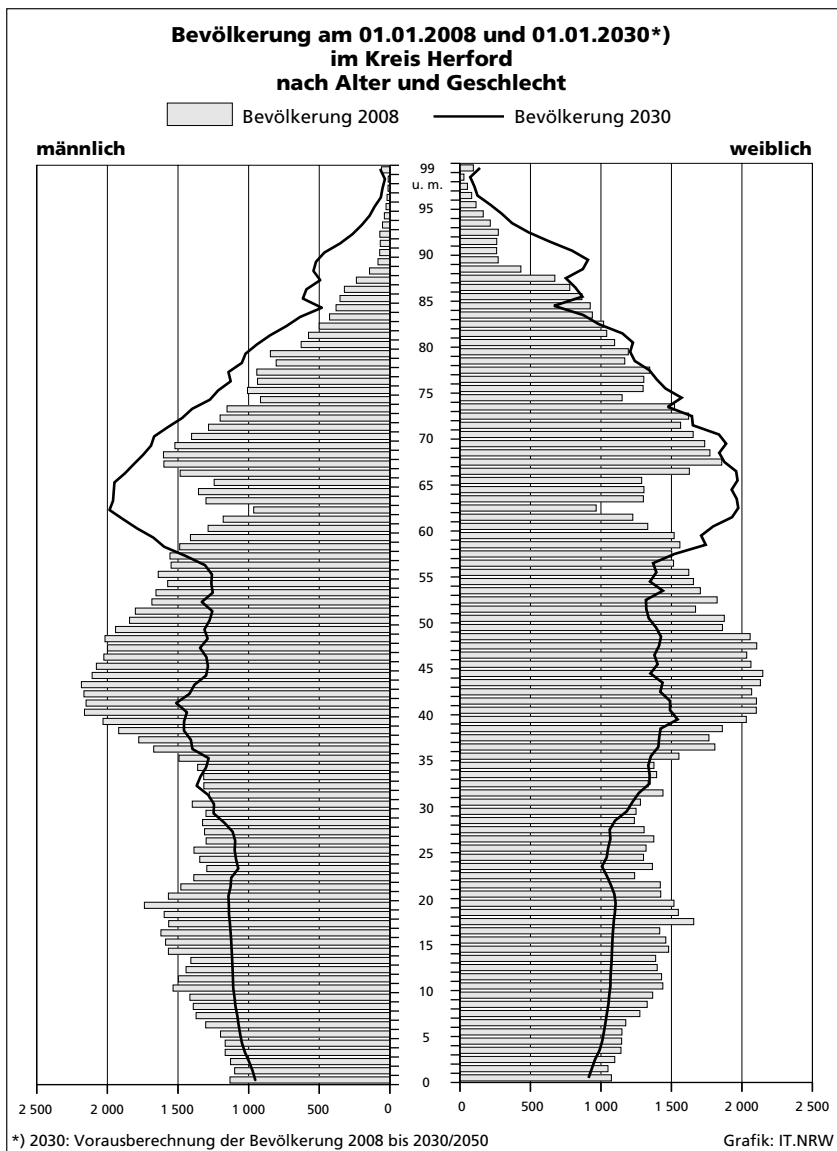 Bevölkerung am 01.01.2008 und 01.01.2030*)
im Kreis Herford
nach Alter und Geschlecht
Bevölkerung 2008 Bevölkerung 2030
männlich weiblich
99
u. m.
95
90
85
80
75
70
65
60
55
50
45
40
35
30
25
20
15
10
5
0
2 500 2 000 1 500 1 000 500 0 0 500 1 000 1 500 2 000 2 500
*) 2030: Vorausberechnung der Bevölkerung 2008 bis 2030/2050 Grafik: IT.NRW